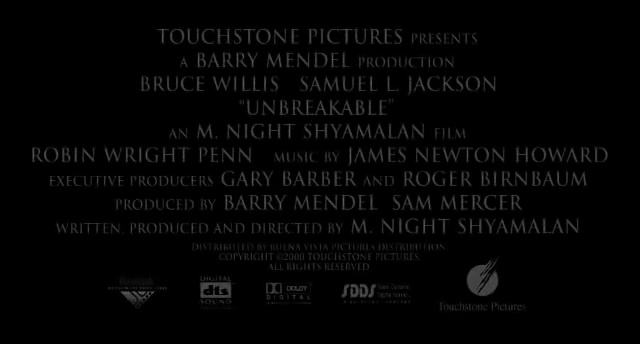 TOUCHSTONE PICTURES PRESENTS
A BARRY MENDEL PRODUCTION
BRUCE WILLIS SAMUEL L. JACKSON
"UNBREAKABLE"
AN M. NIGHT SHYAMALAN FILM
ROBIN WRIGHT PENN MUSIC BY JAMES NEWTON HOWARD
EXECUTIVE PRODUCERS GARY BARBER AND ROGER BIRNBAUM
PRODUCED BY BARRY MENDEL SAM MERCER
WRITTEN, PRODUCED AND DIRECTED BY M. NIGHT SHYAMALAN
DISTRIBUTED BY BUENA VISTA PICTURES DISTRIBUTION
COPYRIGHT ©2000 TOUCHSTONE PICTURES.
ALL RIGHTS RESERVED
DIGITAL
dts
SOUND
DOLBY
DIGITAL
SDDS
Touchstone Pictures